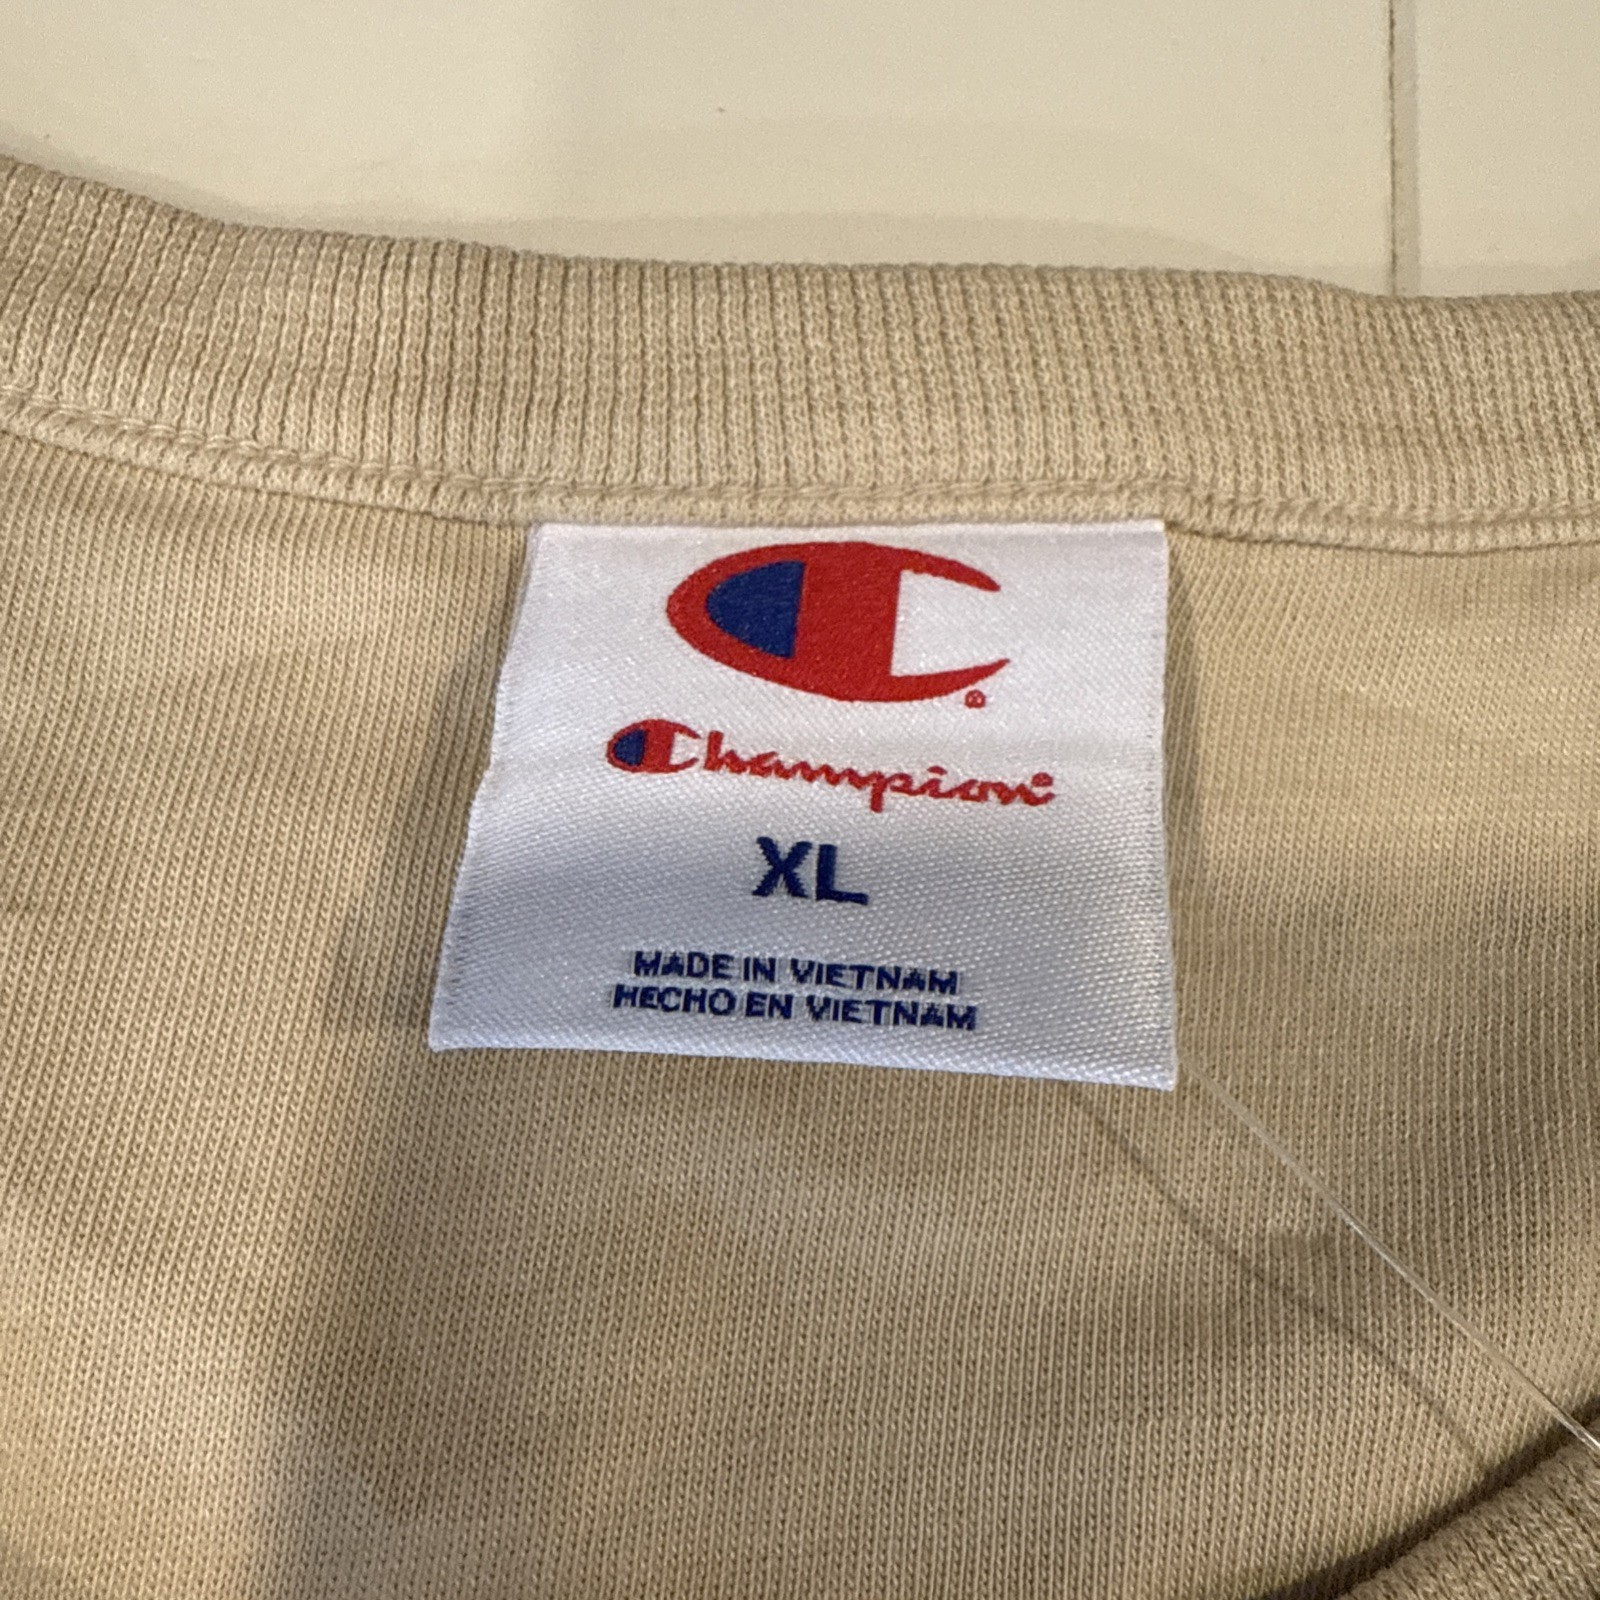 Champion
XL
MADE IN VIETNAM
HECHO EN VIETNAM